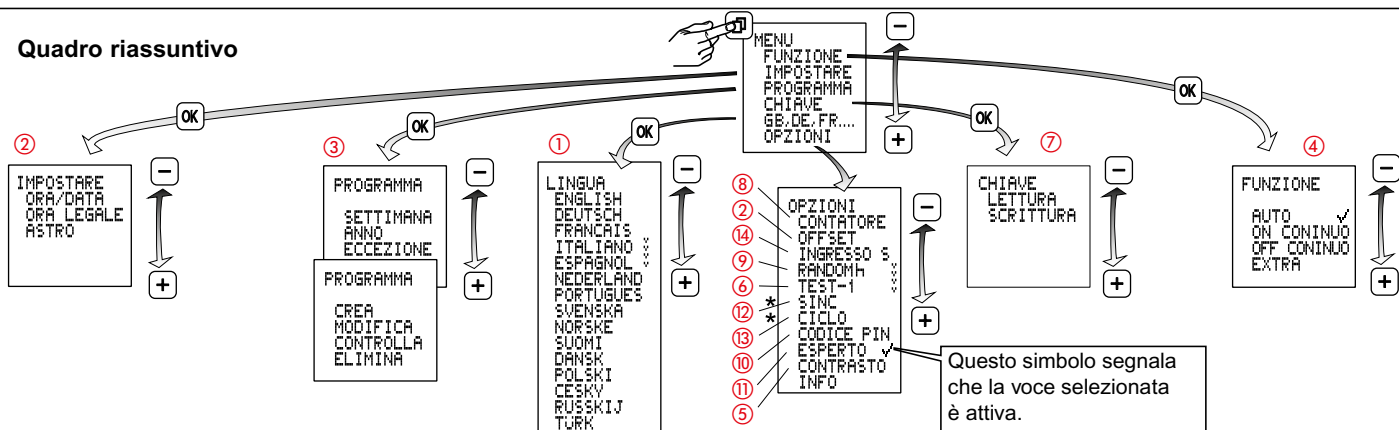 Quadro riassuntivo
MENU
FUNZIONE
IMPOSTARE
PROGRAMMA
CHIAVE
GB,DE,FR....
OPZIONI
−
+
OK
OK
OK
OK
OK
②
IMPOSTARE
ORA/DATA
ORA LEGALE
ASTRO
−
+
③
PROGRAMMA
SETTIMANA
ANNO
ECCEZIONE
PROGRAMMA
CREA
MODIFICA
CONTROLLA
ELIMINA
−
+
①
LINGUA
ENGLISH
DEUTSCH
FRANCAIS
ITALIANO
ESPAGNOL
NEDERLAND
PORTUGUES
SVENSKA
NORSKE
SUOMI
DANSK
POLSKI
CESKY
RUSSKIJ
TURK
−
+
OPZIONI
⑧ CONTATORE
② OFFSET
⑭ INGRESSO S
⑨ RANDOMh
⑥ TEST-1
⑫ * SINC
⑬ * CICLO
⑩ CODICE PIN
⑪ ESPERTO ✓
⑤ CONTRASTO
INFO
−
+
Questo simbolo segnala
che la voce selezionata
è attiva.
⑦
CHIAVE
LETTURA
SCRITTURA
−
+
④
FUNZIONE
AUTO ✓
ON CONINUO
OFF CONINUO
EXTRA
−
+